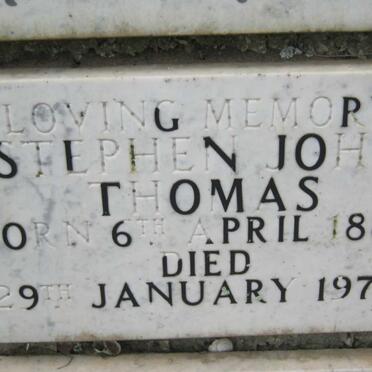 LOVING MEMOR
STEPHEN JOH
THOMAS
ORN 6TH APRIL 18
DIED
29TH JANUARY 197